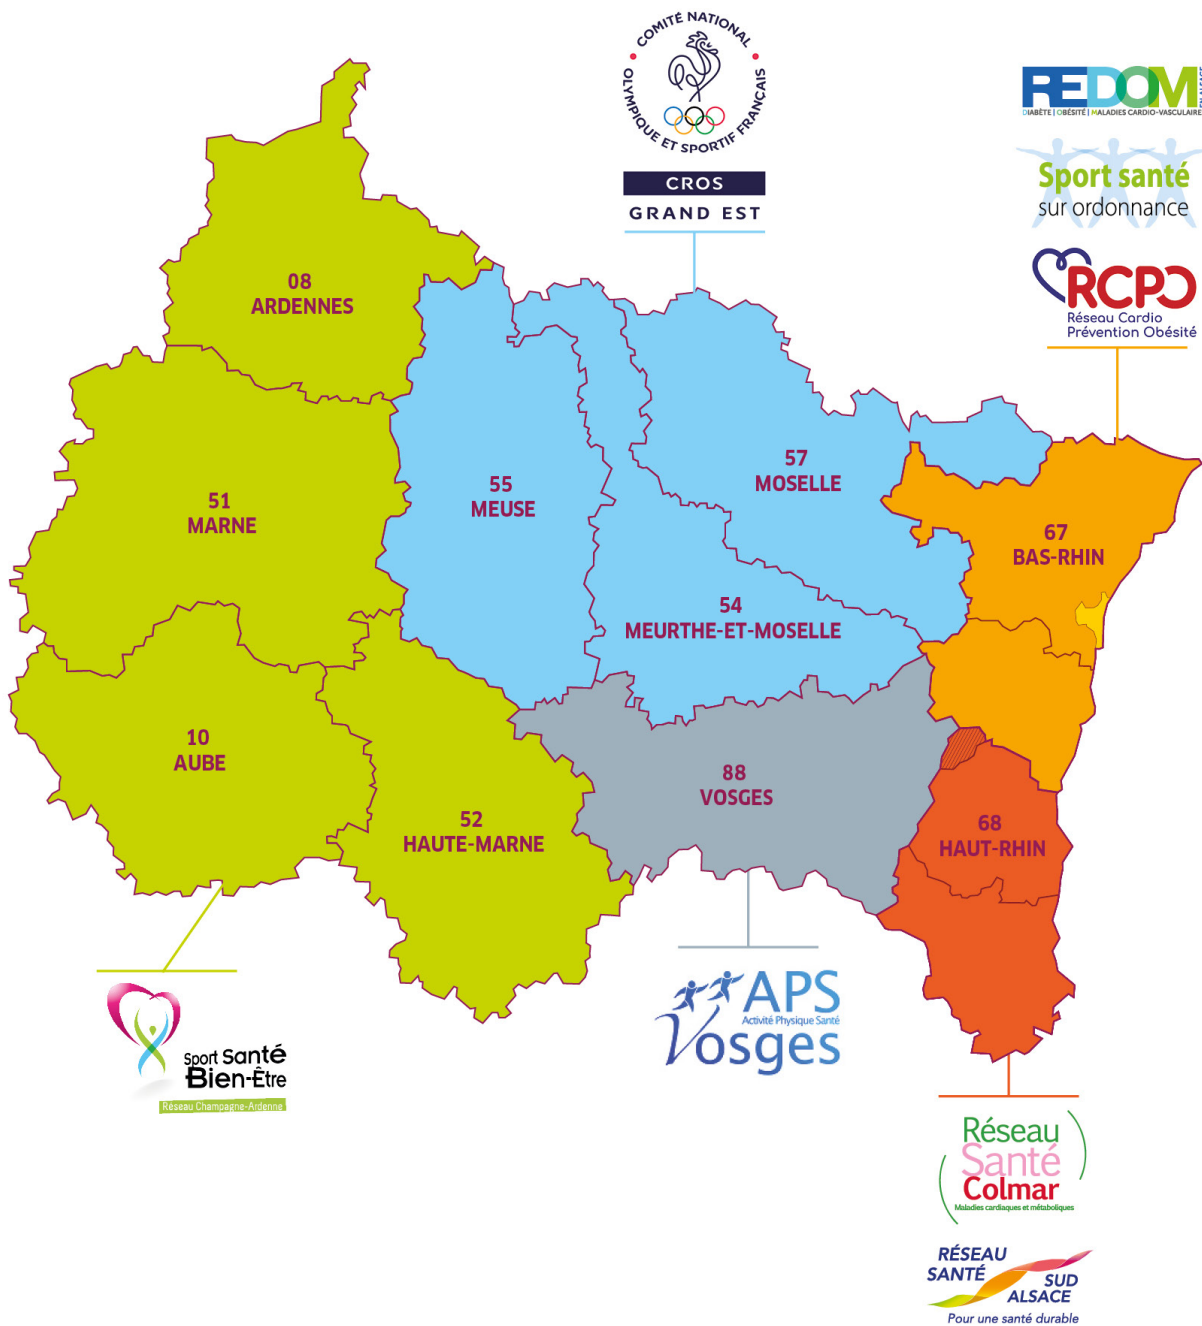 COMITÉ NATIONAL
OLYMPIQUE ET SPORTIF FRANÇAIS
CROS
GRAND EST
REDOM
EN ALSACE
DIABÈTE | OBÉSITÉ | MALADIES CARDIO-VASCULAIRE
Sport santé
sur ordonnance
RCPO
Réseau Cardio
Prévention Obésité
08
ARDENNES
57
MOSELLE
55
MEUSE
51
MARNE
67
BAS-RHIN
54
MEURTHE-ET-MOSELLE
10
AUBE
88
VOSGES
52
HAUTE-MARNE
68
HAUT-RHIN
Sport Santé
Bien-Être
Réseau Champagne-Ardenne
APS
Activité Physique Santé
Vosges
Réseau
Santé
Colmar
Maladies cardiaques et métaboliques
RÉSEAU
SANTÉ
SUD
ALSACE
Pour une santé durable